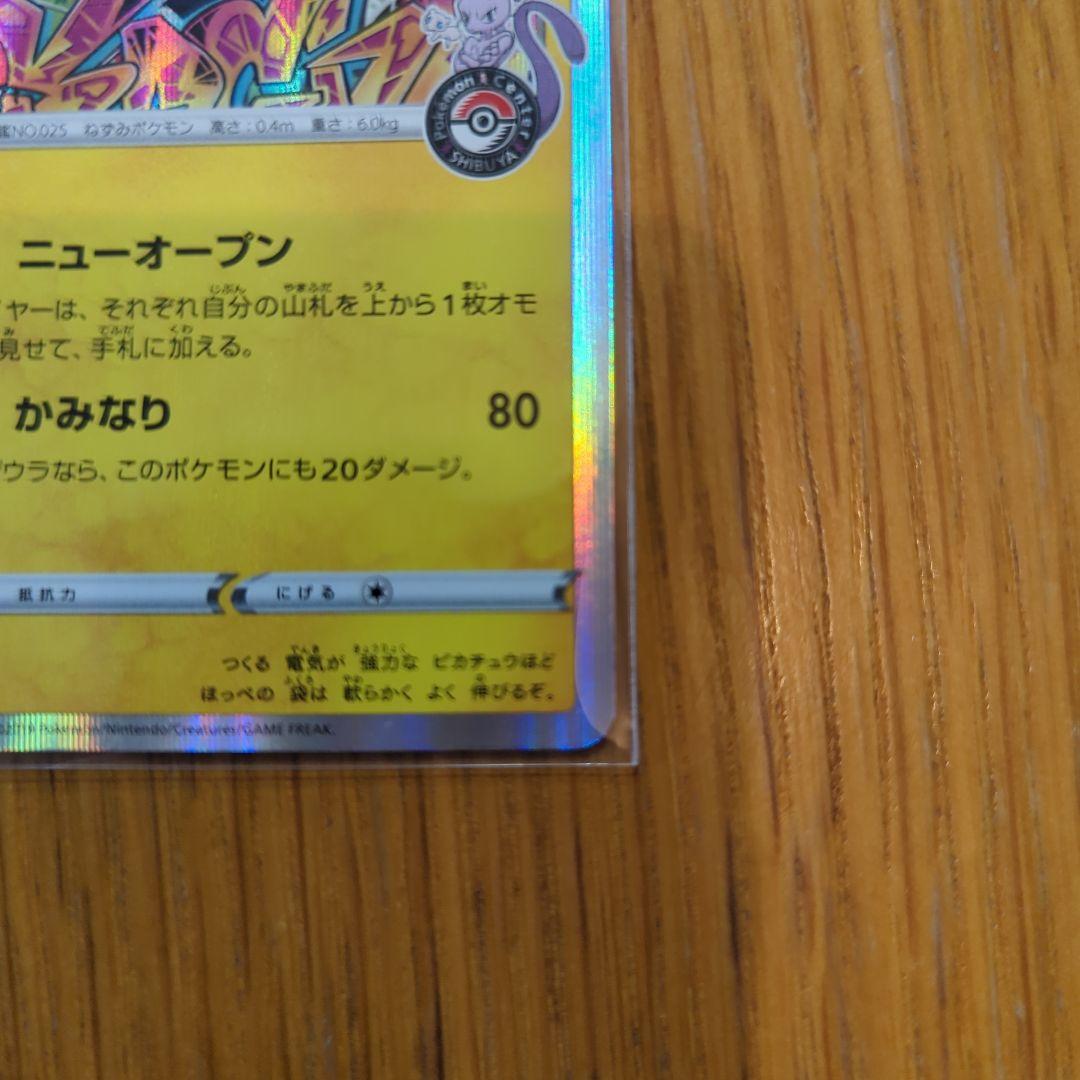 鑑NO.025 ねずみポケモン 高さ:0.4m 重さ:6.0kg
Pokémon Center
SHIBUYA
ニューオープン
ヤーは、それぞれ自分の山札を上から1枚オモ
見せて、手札に加える。
かみなり 80
ウラなら、このポケモンにも20ダメージ。
抵抗力 にげる
つくる 電気が 強力な ピカチュウほど
ほっぺの 袋は 軟らかく よく 伸びるぞ。
Pokémon/Nintendo/Creatures/GAME FREAK.